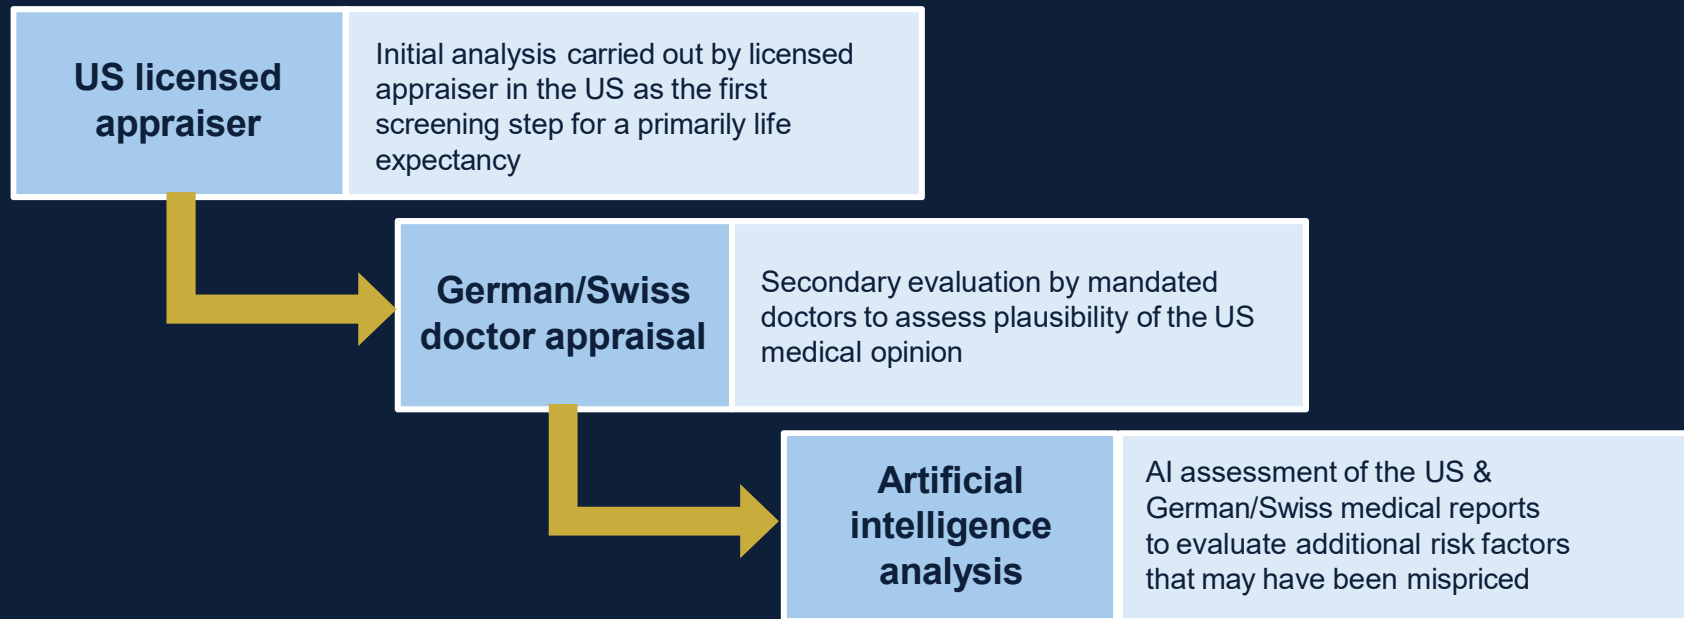 US licensed
appraiser
Initial analysis carried out by licensed
appraiser in the US as the first
screening step for a primarily life
expectancy
German/Swiss
doctor appraisal
Secondary evaluation by mandated
doctors to assess plausibility of the US
medical opinion
Artificial
intelligence
analysis
AI assessment of the US &
German/Swiss medical reports
to evaluate additional risk factors
that may have been mispriced